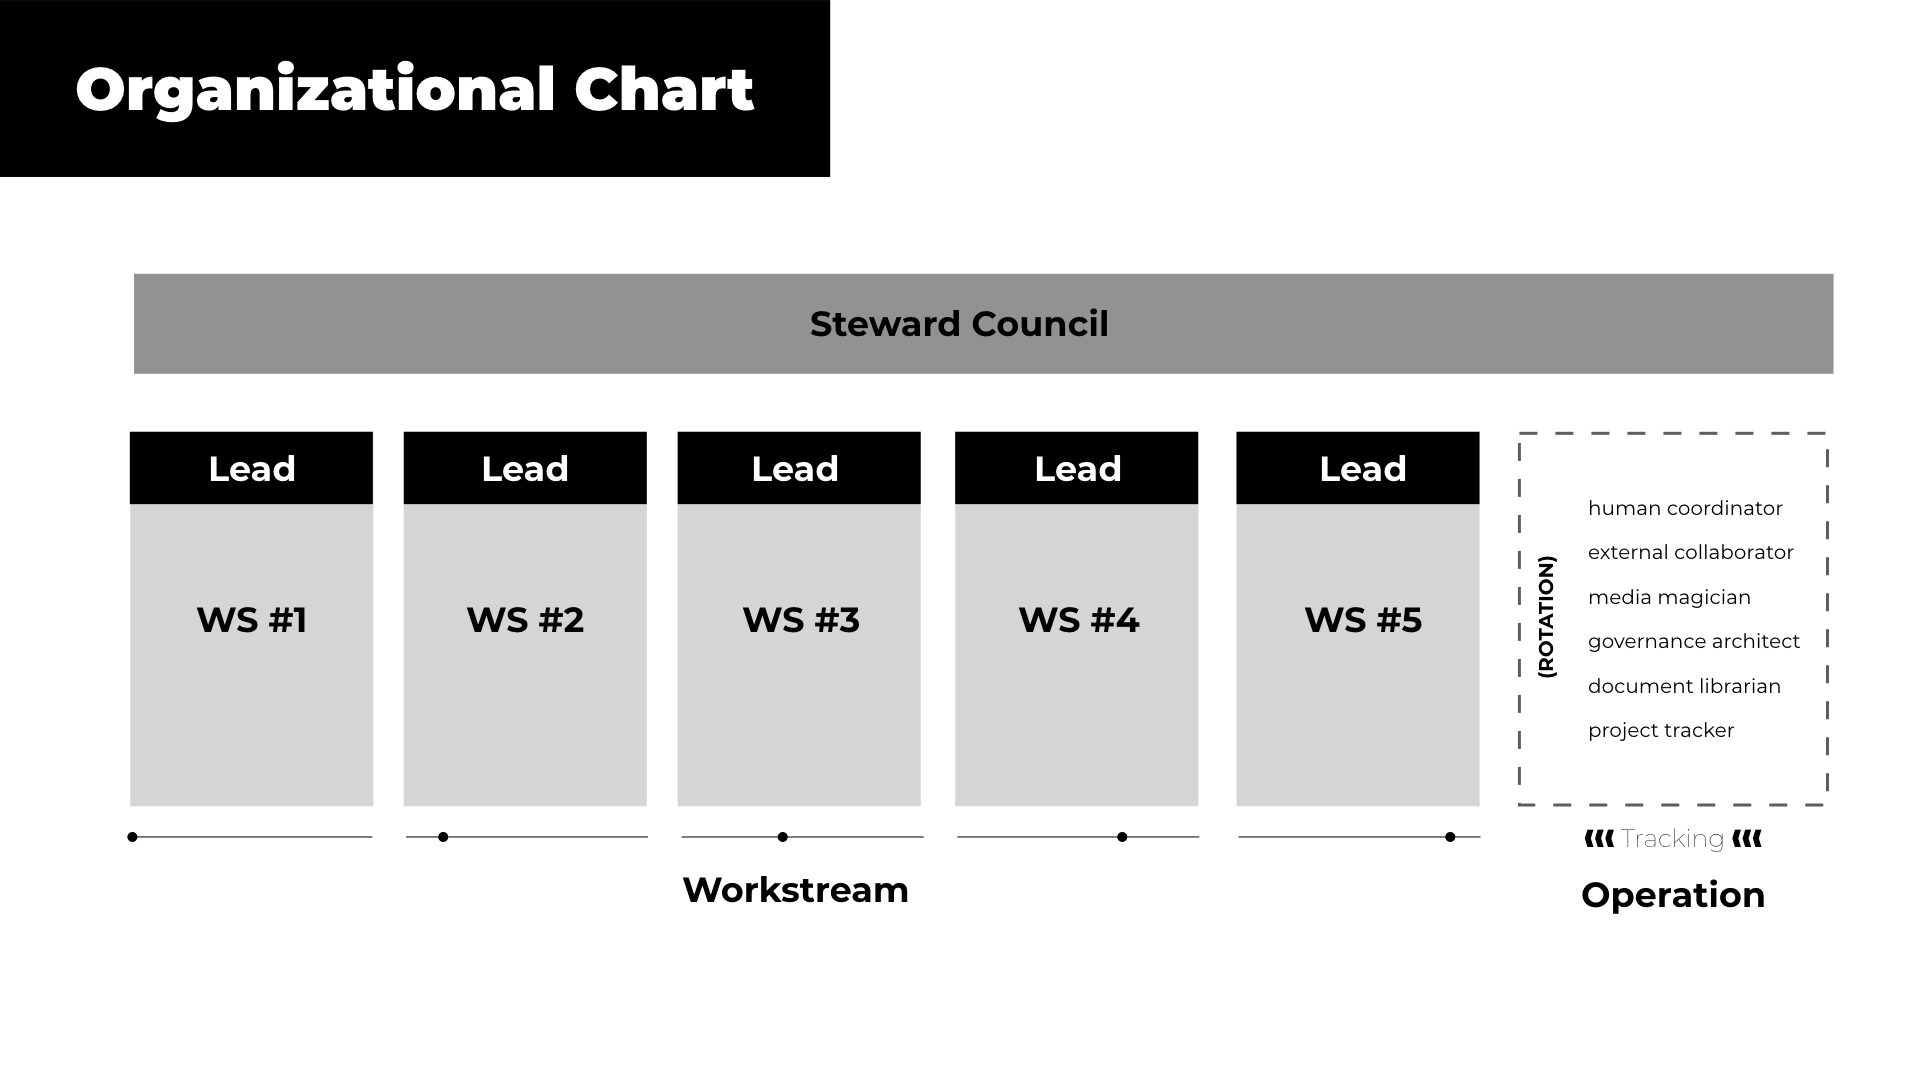 Organizational Chart
Steward Council
Lead
Lead
Lead
Lead
Lead
WS #1
WS #2
WS #3
WS #4
WS #5
(ROTATION)
human coordinator
external collaborator
media magician
governance architect
document librarian
project tracker
Tracking
Workstream
Operation